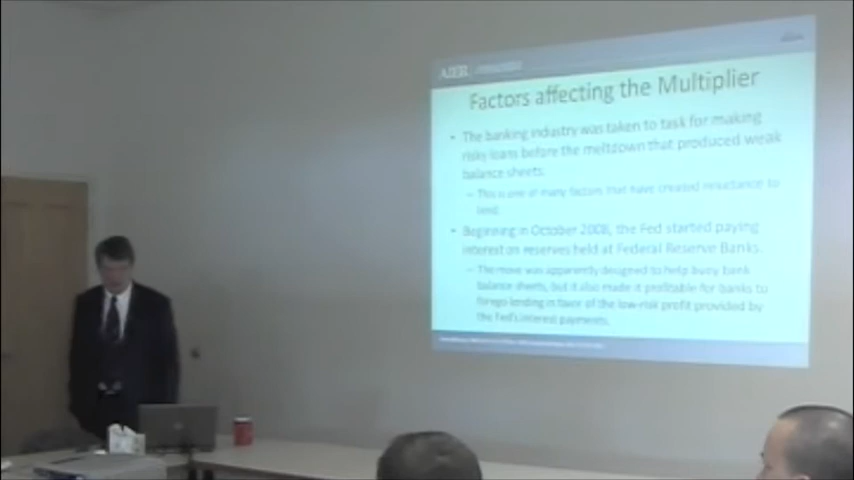 AIER
Factors affecting the Multiplier
• The banking industry was taken to task for making
risky loans before the meltdown that produced weak
balance sheets.
– This is one of many factors that have created reluctance to
lend.
• Beginning in October 2008, the Fed started paying
interest on reserves held at Federal Reserve Banks.
– The move was apparently designed to help buoy bank
balance sheets, but it also made it profitable for banks to
forego lending in favor of the low-risk profit provided by
the Fed's interest payments.